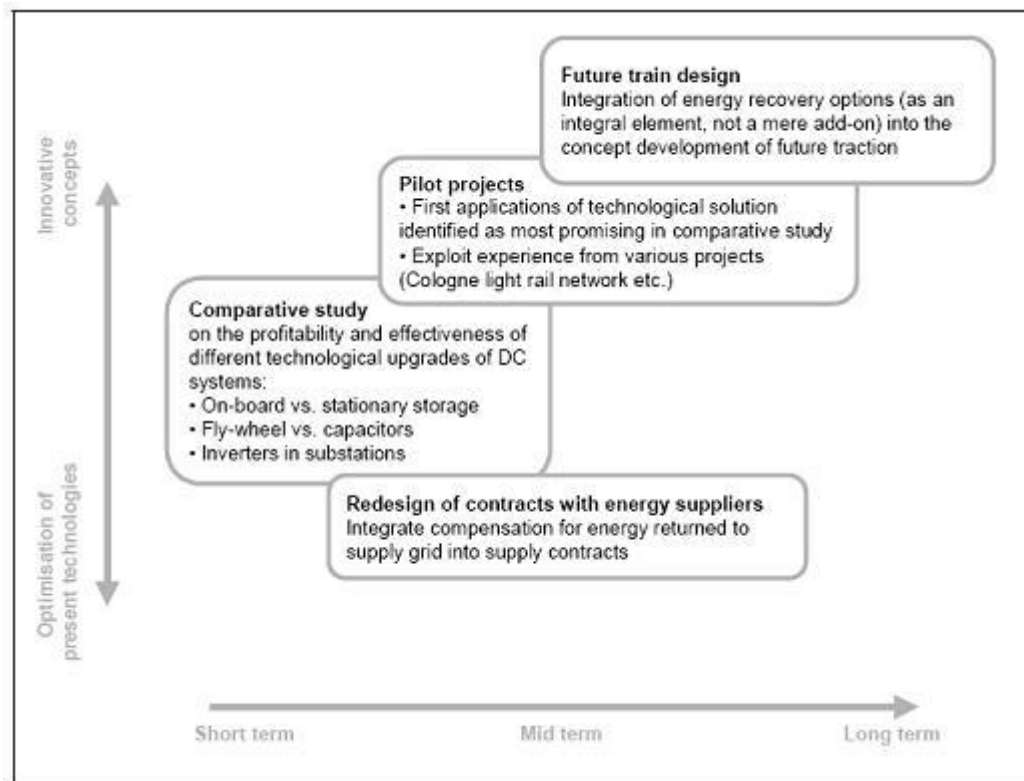 Future train design
Integration of energy recovery options (as an
integral element, not a mere add-on) into the
concept development of future traction
Pilot projects
• First applications of technological solution
identified as most promising in comparative study
• Exploit experience from various projects
(Cologne light rail network etc.)
Comparative study
on the profitability and effectiveness of
different technological upgrades of DC
systems:
• On-board vs. stationary storage
• Fly-wheel vs. capacitors
• Inverters in substations
Redesign of contracts with energy suppliers
Integrate compensation for energy returned to
supply grid into supply contracts
Innovative
concepts
Optimisation of
present technologies
Short term
Mid term
Long term